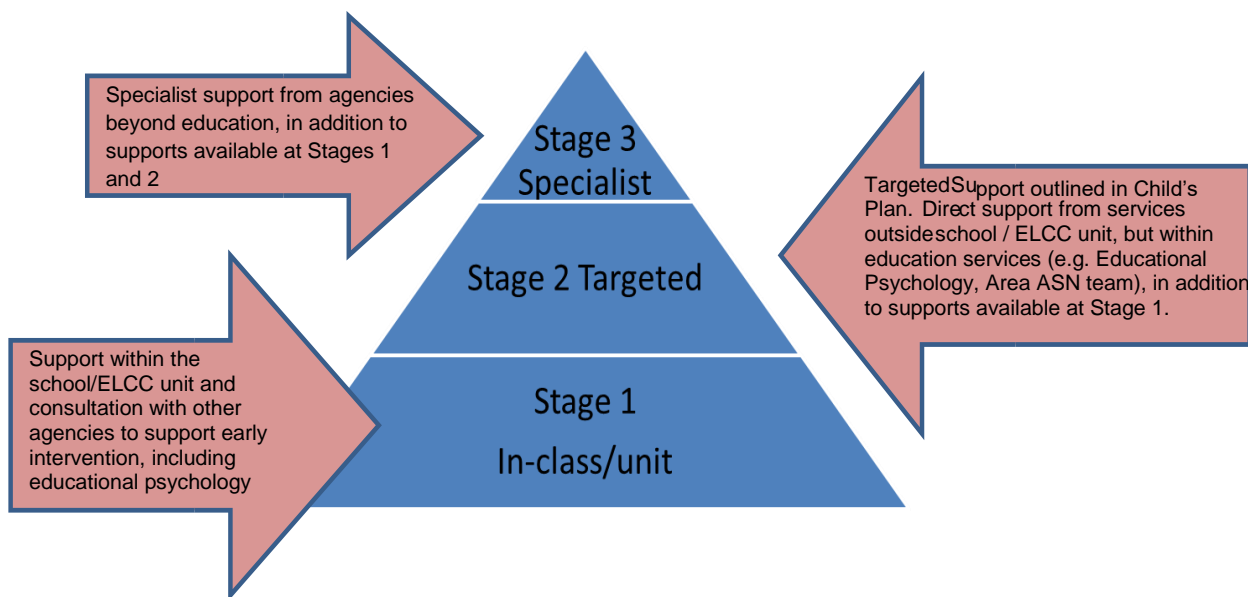 Specialist support from agencies
beyond education, in addition to
supports available at Stages 1
and 2
Stage 3
Specialist
TargetedSupport outlined in Child’s
Plan. Direct support from services
outside school / ELCC unit, but within
education services (e.g. Educational
Psychology, Area ASN team), in addition
to supports available at Stage 1.
Stage 2 Targeted
Support within the
school/ELCC unit and
consultation with other
agencies to support early
intervention, including
educational psychology
Stage 1
In-class/unit